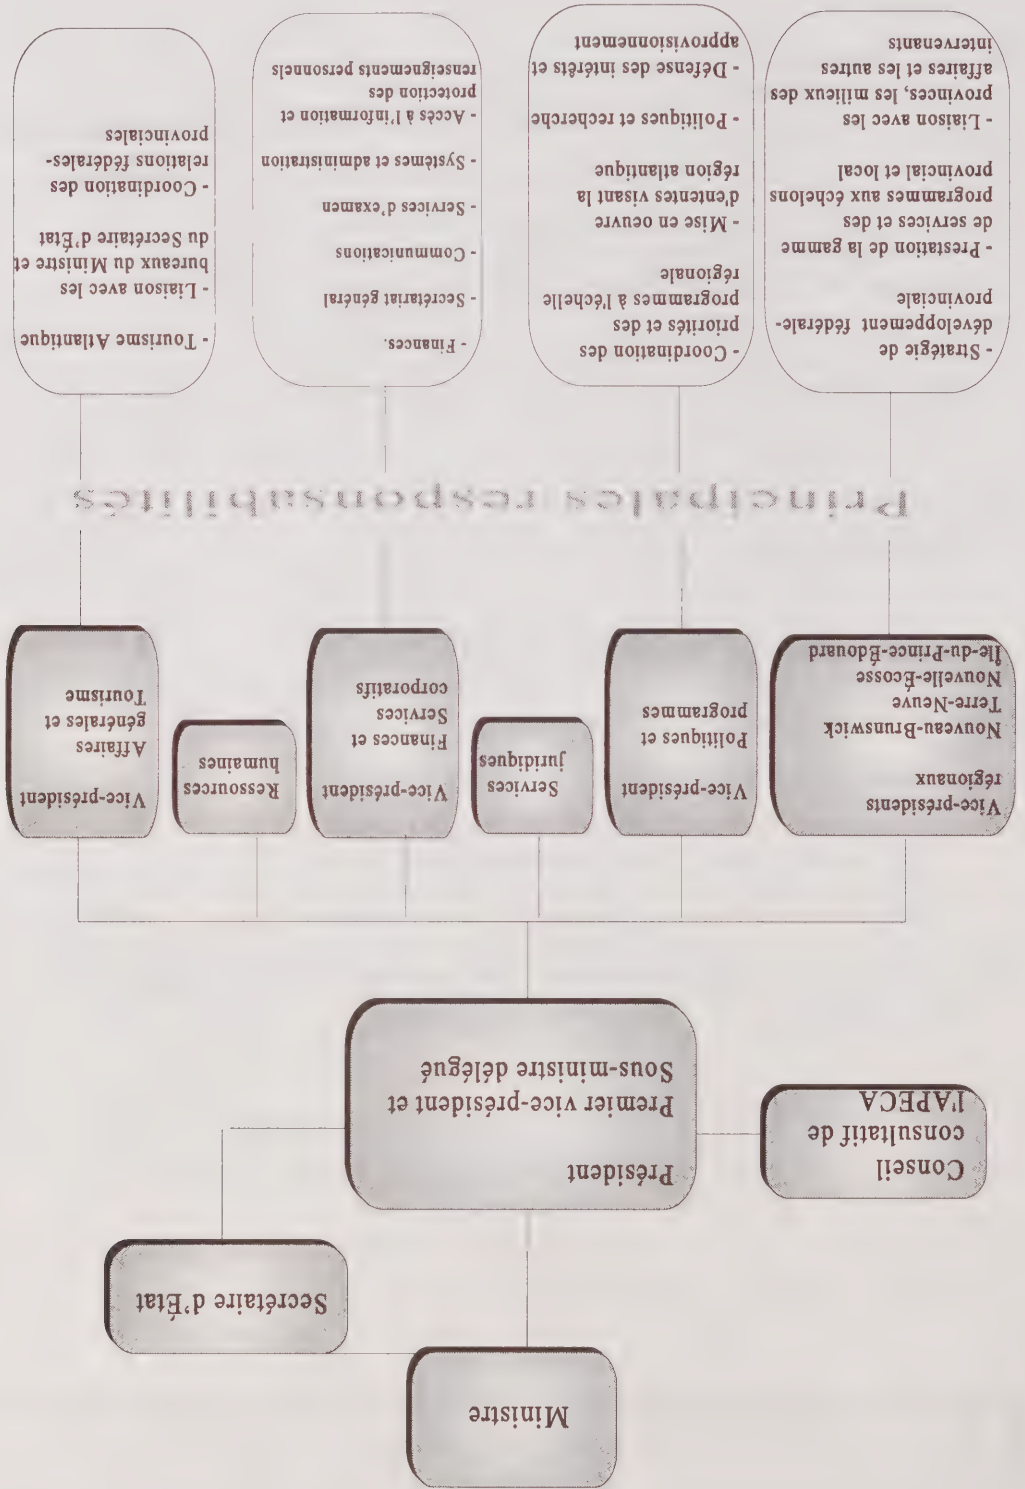 Ministre
Secrétaire d'État
Conseil
consultatif de
l'APECA
Président
Premier vice-président et
Sous-ministre délégué
Vice-présidents
régionaux
Nouveau-Brunswick
Terre-Neuve
Nouvelle-Écosse
Île-du-Prince-Édouard
Vice-président
Politiques et
programmes
Services
juridiques
Vice-président
Finances et
Services
corporatifs
Ressources
humaines
Vice-président
Affaires
générales et
Tourisme
Principales responsabilités
- Stratégie de
développement fédérale-
provinciale
- Prestation de la gamme
de services et des
programmes aux échelons
provincial et local
- Liaison avec les
provinces, les milieux des
affaires et les autres
intervenants
- Coordination des
priorités et des
programmes à l'échelle
régionale
- Mise en oeuvre
d'ententes visant la
région atlantique
- Politiques et recherche
- Défense des intérêts et
approvisionnement
- Finances.
- Secrétariat général
- Communications
- Services d'examen
- Systèmes et administration
- Accès à l'information et
protection des
renseignements personnels
- Tourisme Atlantique
- Liaison avec les
bureaux du Ministre et
du Secrétaire d'État
- Coordination des
relations fédérales-
provinciales